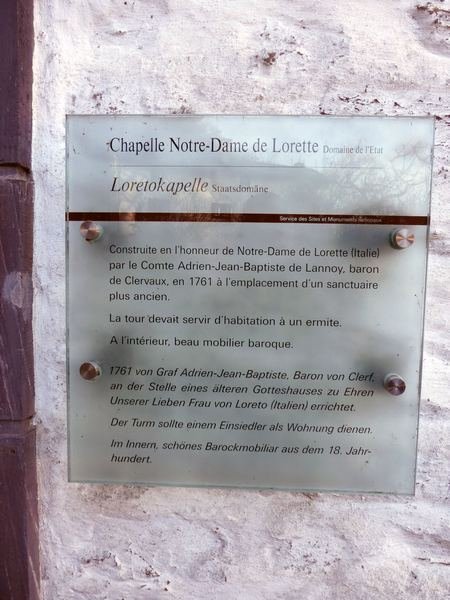 Chapelle Notre-Dame de Lorette Domaine de l'Etat
Loretokapelle Staatsdomäne
Service des Sites et Monuments Nationaux
Construite en l'honneur de Notre-Dame de Lorette (Italie)
par le Comte Adrien-Jean-Baptiste de Lannoy, baron
de Clervaux, en 1761 à l'emplacement d'un sanctuaire
plus ancien.
La tour devait servir d'habitation à un ermite.
A l'intérieur, beau mobilier baroque.
1761 von Graf Adrien-Jean-Baptiste, Baron von Clerf,
an der Stelle eines älteren Gotteshauses zu Ehren
Unserer Lieben Frau von Loreto (Italien) errichtet.
Der Turm sollte einem Einsiedler als Wohnung dienen.
Im Innern, schönes Barockmobiliar aus dem 18. Jahr-
hundert.